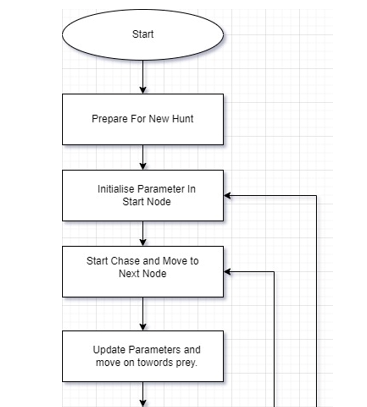 Start
Prepare For New Hunt
Initialise Parameter In
Start Node
Start Chase and Move to
Next Node
Update Parameters and
move on towords prey.